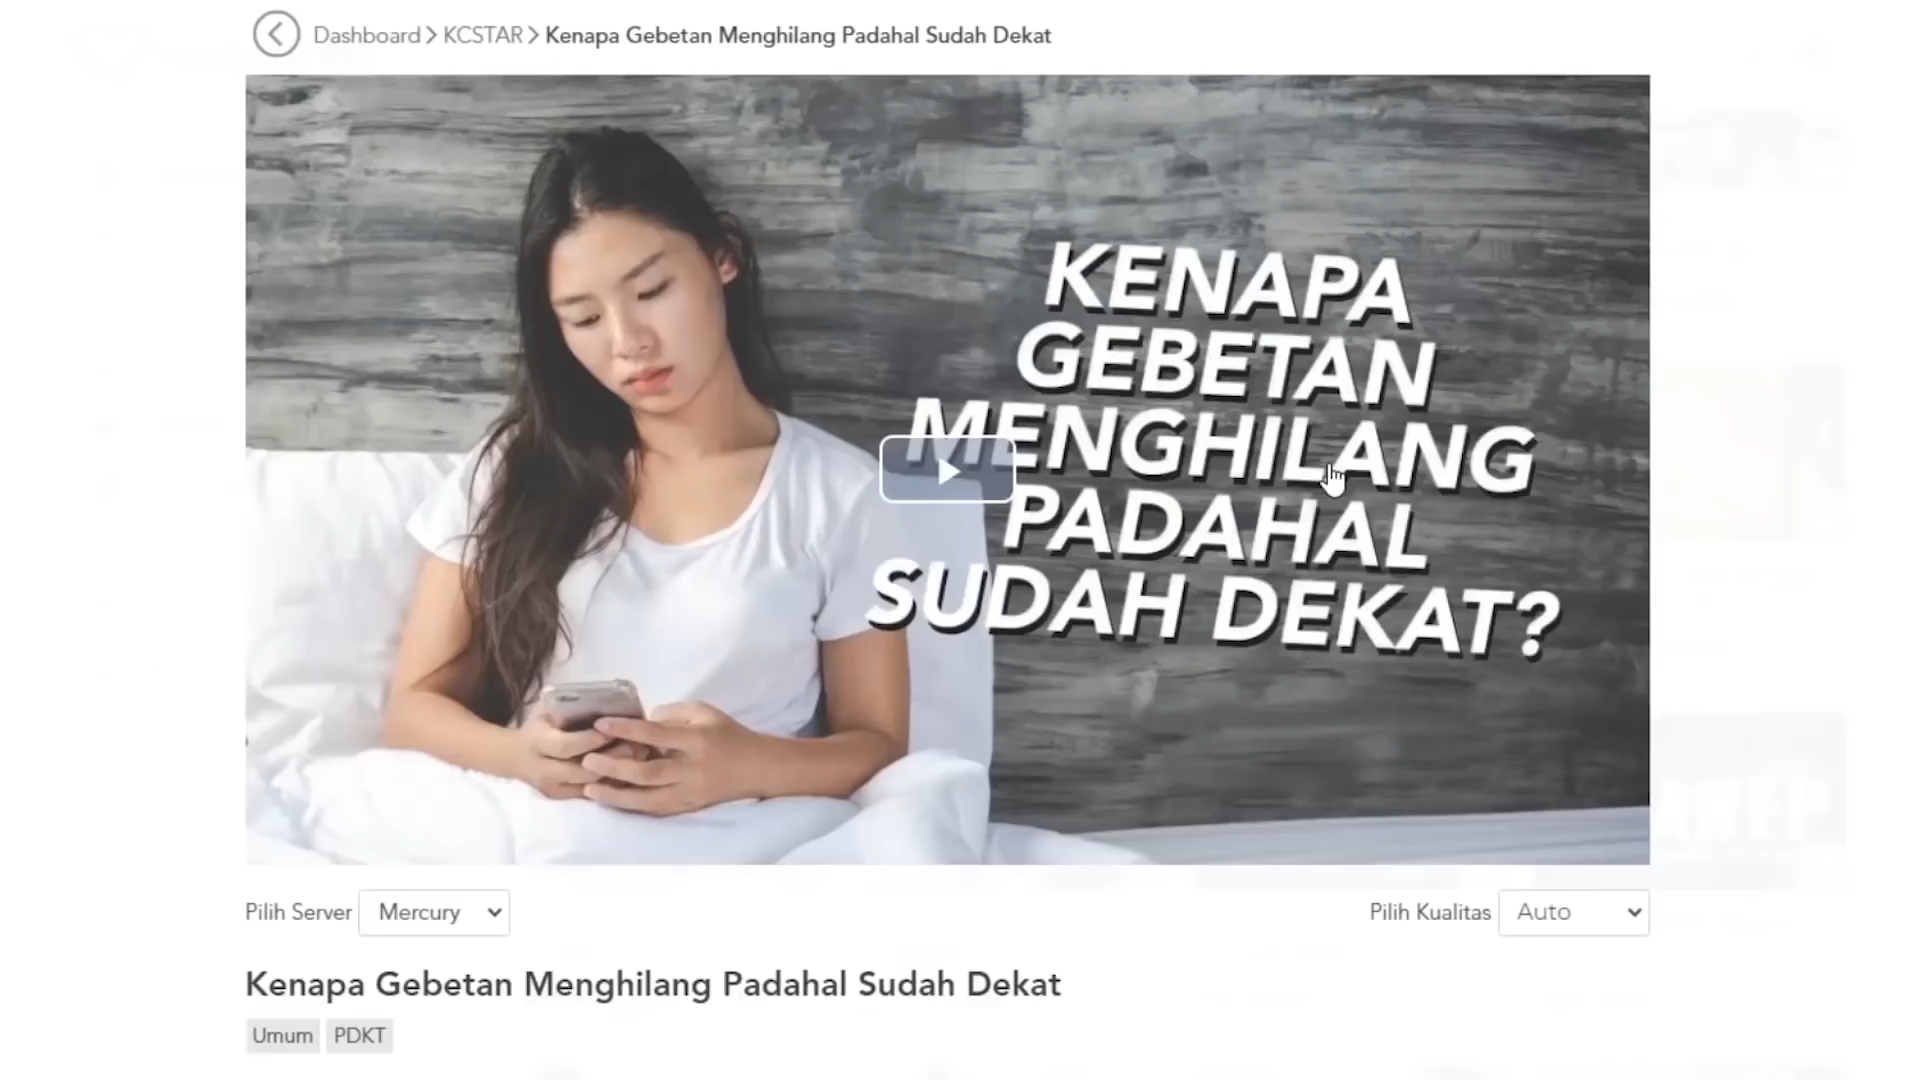 Dashboard > KCSTAR > Kenapa Gebetan Menghilang Padahal Sudah Dekat
KENAPA
GEBETAN
MENGHILANG
PADAHAL
SUDAH DEKAT?
Pilih Server Mercury
Pilih Kualitas Auto
Kenapa Gebetan Menghilang Padahal Sudah Dekat
Umum PDKT